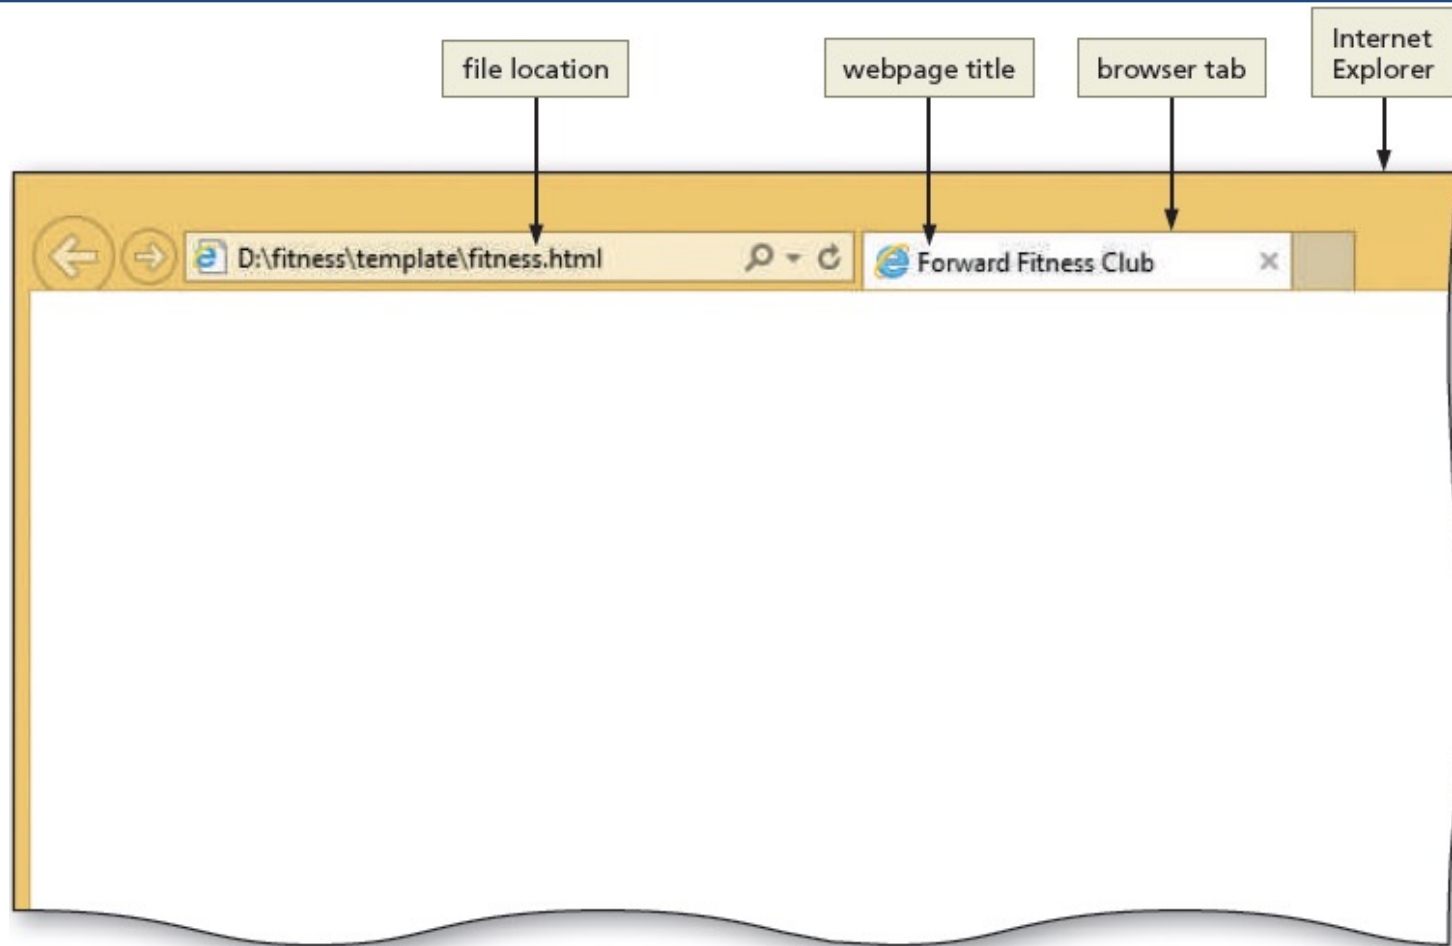 file location
webpage title
browser tab
Internet
Explorer
D:\fitness\template\fitness.html
Forward Fitness Club